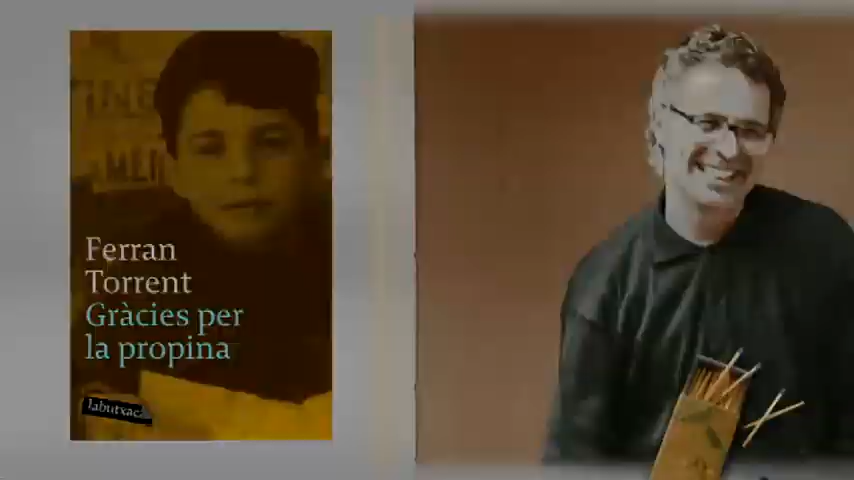 Ferran
Torrent
Gràcies per
la propina
labutxaca